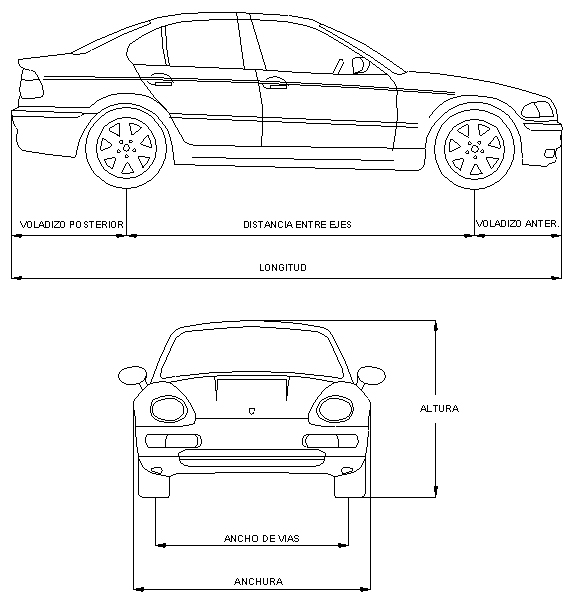 VOLADIZO POSTERIOR
DISTANCIA ENTRE EJES
VOLADIZO ANTER.
LONGITUD
ALTURA
ANCHO DE VIAS
ANCHURA